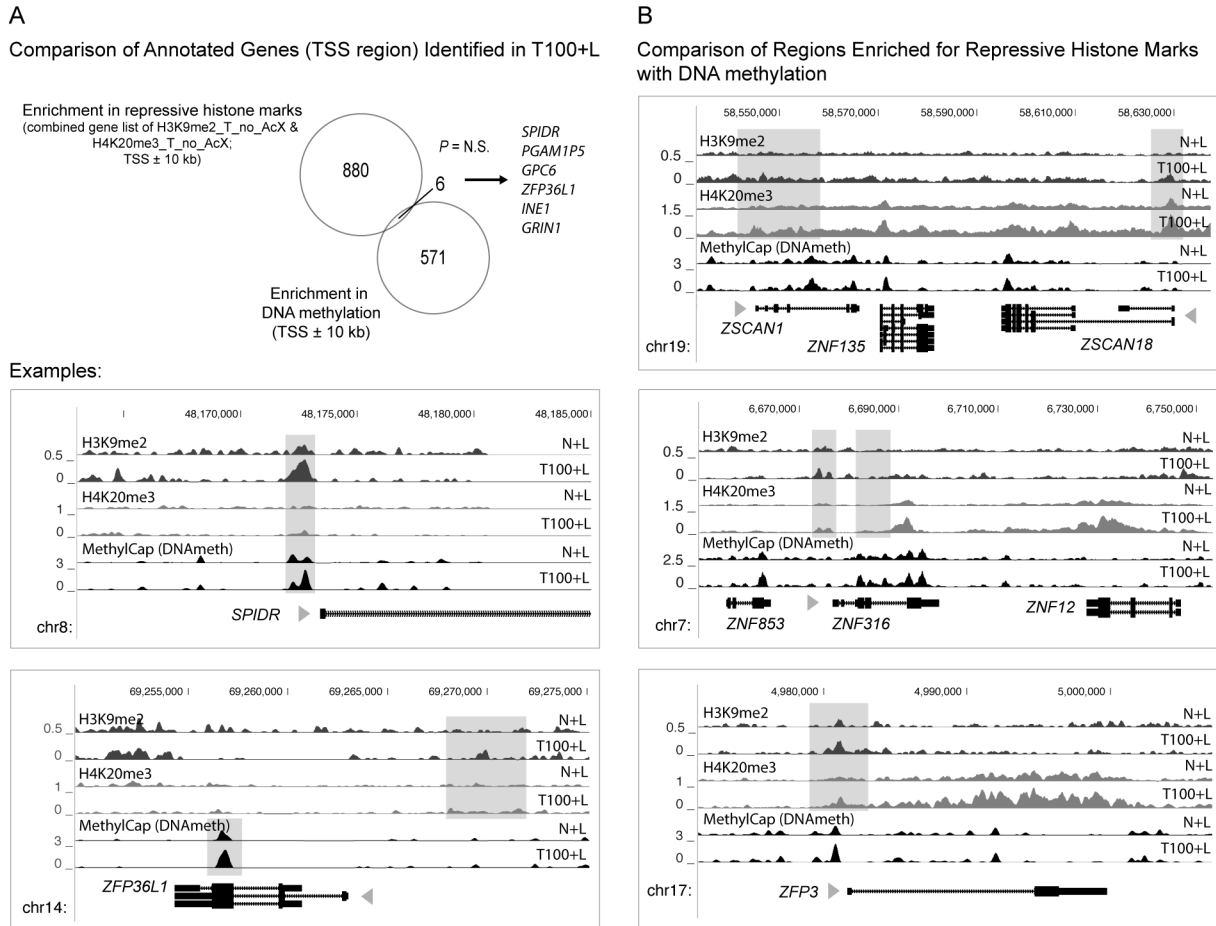 A
Comparison of Annotated Genes (TSS region) Identified in T100+L
Enrichment in repressive histone marks
(combined gene list of H3K9me2_T_no_AcX &
H4K20me3_T_no_AcX;
TSS ± 10 kb)
880
P = N.S.
6
571
SPIDR
PGAM1P5
GPC6
ZFP36L1
INE1
GRIN1
Enrichment in
DNA methylation
(TSS ± 10 kb)
Examples:
48,170,000 48,175,000 48,180,000 48,185,000
H3K9me2 N+L
0.5
0 T100+L
H4K20me3 N+L
1
0 T100+L
MethylCap (DNAmeth) N+L
3
0 T100+L
SPIDR
chr8:
69,255,000 69,260,000 69,265,000 69,270,000 69,275,000
H3K9me2 N+L
0.5
0 T100+L
H4K20me3 N+L
1
0 T100+L
MethylCap (DNAmeth) N+L
3
0 T100+L
ZFP36L1
chr14:
B
Comparison of Regions Enriched for Repressive Histone Marks
with DNA methylation
58,550,000 58,570,000 58,590,000 58,610,000 58,630,000
H3K9me2 N+L
0.5
0 T100+L
H4K20me3 N+L
1.5
0 T100+L
MethylCap (DNAmeth) N+L
3
0 T100+L
ZSCAN1 ZNF135 ZSCAN18
chr19:
6,670,000 6,690,000 6,710,000 6,730,000 6,750,000
H3K9me2 N+L
0.5
0 T100+L
H4K20me3 N+L
1.5
0 T100+L
MethylCap (DNAmeth) N+L
2.5
0 T100+L
ZNF853 ZNF316 ZNF12
chr7:
4,980,000 4,990,000 5,000,000
H3K9me2 N+L
0.5
0 T100+L
H4K20me3 N+L
1
0 T100+L
MethylCap (DNAmeth) N+L
3
0 T100+L
ZFP3
chr17: